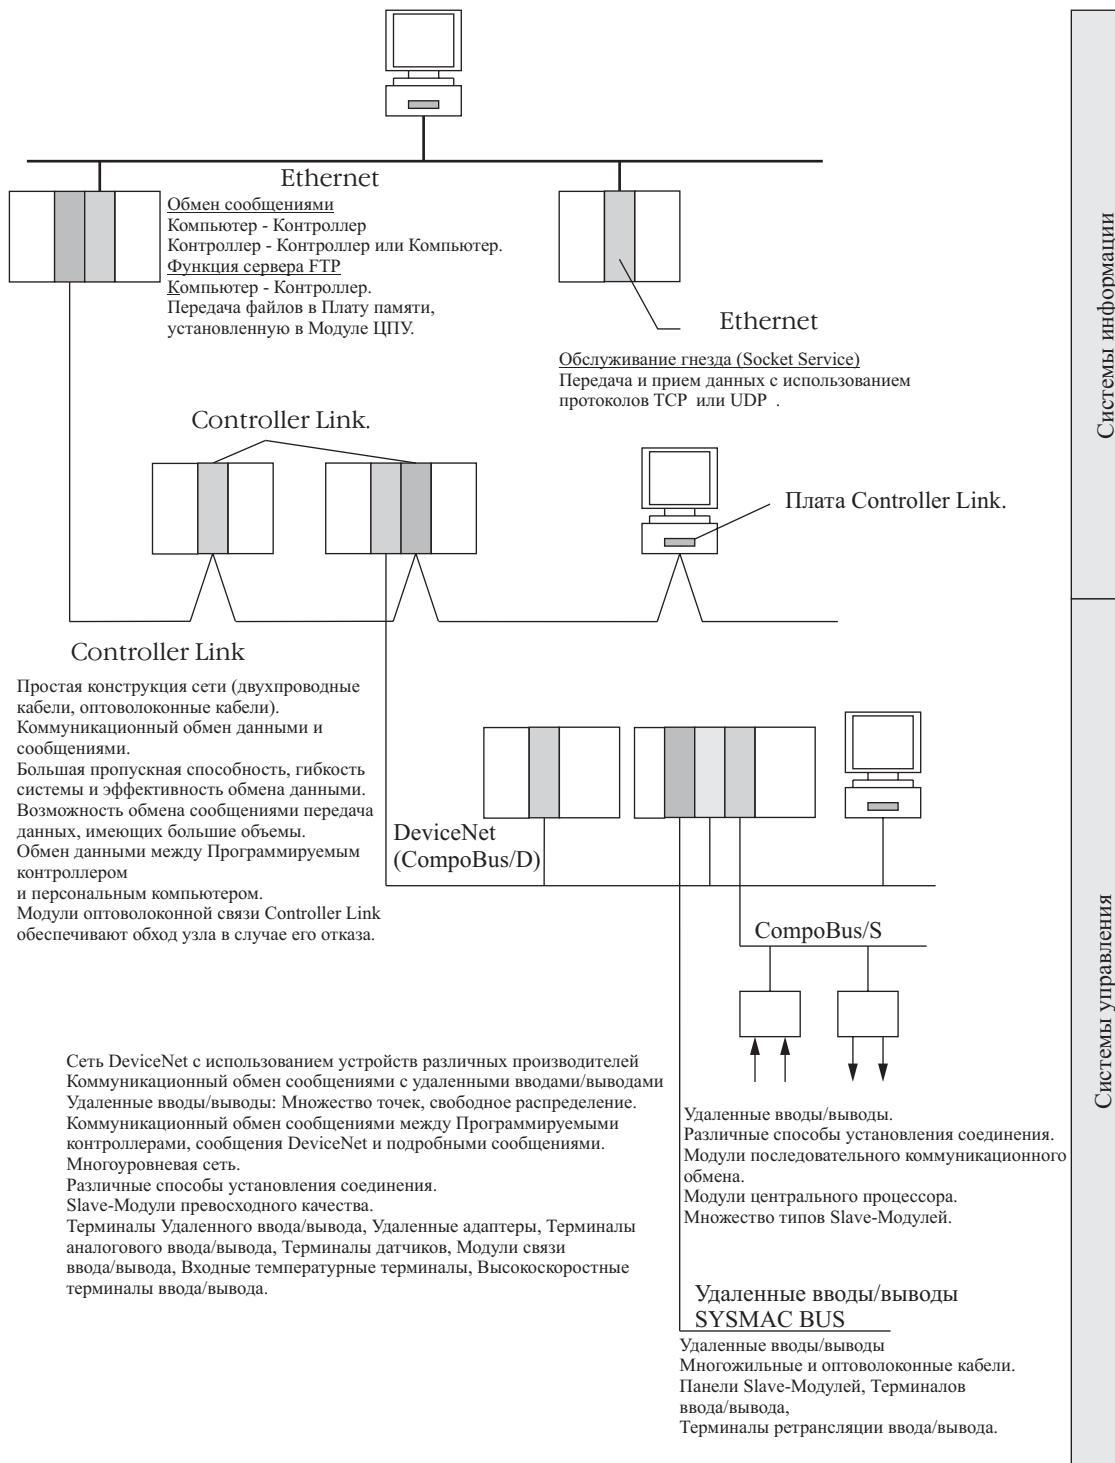 Ethernet
Обмен сообщениями
Компьютер - Контроллер
Контроллер - Контроллер или Компьютер.
Функция сервера FTP
Компьютер - Контроллер.
Передача файлов в Плату памяти,
установленную в Модуле ЦПУ.
Ethernet
Обслуживание гнезда (Socket Service)
Передача и прием данных с использованием
протоколов TCP или UDP .
Системы информации
Controller Link.
Плата Controller Link.
Controller Link
Простая конструкция сети (двухпроводные
кабели, оптоволоконные кабели).
Коммуникационный обмен данными и
сообщениями.
Большая пропускная способность, гибкость
системы и эффективность обмена данными.
Возможность обмена сообщениями передача
данных, имеющих большие объемы.
Обмен данными между Программируемым
контроллером
и персональным компьютером.
Модули оптоволоконной связи Controller Link
обеспечивают обход узла в случае его отказа.
DeviceNet
(CompoBus/D)
CompoBus/S
Системы управления
Сеть DeviceNet с использованием устройств различных производителей
Коммуникационный обмен сообщениями с удаленными вводами/выводами
Удаленные вводы/выводы: Множество точек, свободное распределение.
Коммуникационный обмен сообщениями между Программируемыми
контроллерами, сообщения DeviceNet и подробными сообщениями.
Многоуровневая сеть.
Различные способы установления соединения.
Slave-Модули превосходного качества.
Терминалы Удаленного ввода/вывода, Удаленные адаптеры, Терминалы
аналогового ввода/вывода, Терминалы датчиков, Модули связи
ввода/вывода, Входные температурные терминалы, Высокоскоростные
терминалы ввода/вывода.
Удаленные вводы/выводы.
Различные способы установления соединения.
Модули последовательного коммуникационного
обмена.
Модули центрального процессора.
Множество типов Slave-Модулей.
Удаленные вводы/выводы
SYSMAC BUS
Удаленные вводы/выводы
Многожильные и оптоволоконные кабели.
Панели Slave-Модулей, Терминалов
ввода/вывода,
Терминалы ретрансляции ввода/вывода.